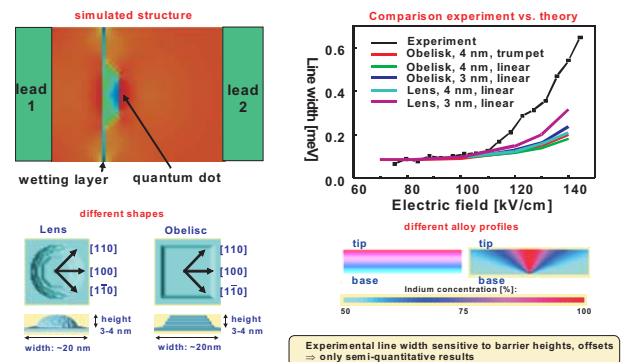 simulated structure
lead
1
lead
2
wetting layer
quantum dot
Comparison experiment vs. theory
Line width [meV]
0.6
0.4
0.2
0.0
Experiment
Obelisk, 4 nm, trumpet
Obelisk, 4 nm, linear
Obelisk, 3 nm, linear
Lens, 4 nm, linear
Lens, 3 nm, linear
60 80 100 120 140
Electric field [kV/cm]
different shapes
Lens
Obelisc
[110]
[100]
[11̄0]
[110]
[100]
[11̄0]
height
3-4 nm
height
3-4 nm
width: ~20 nm
width: ~20nm
different alloy profiles
tip
base
tip
base
Indium concentration [%]:
50 75 100
Experimental line width sensitive to barrier heights, offsets
⇒ only semi-quantitative results